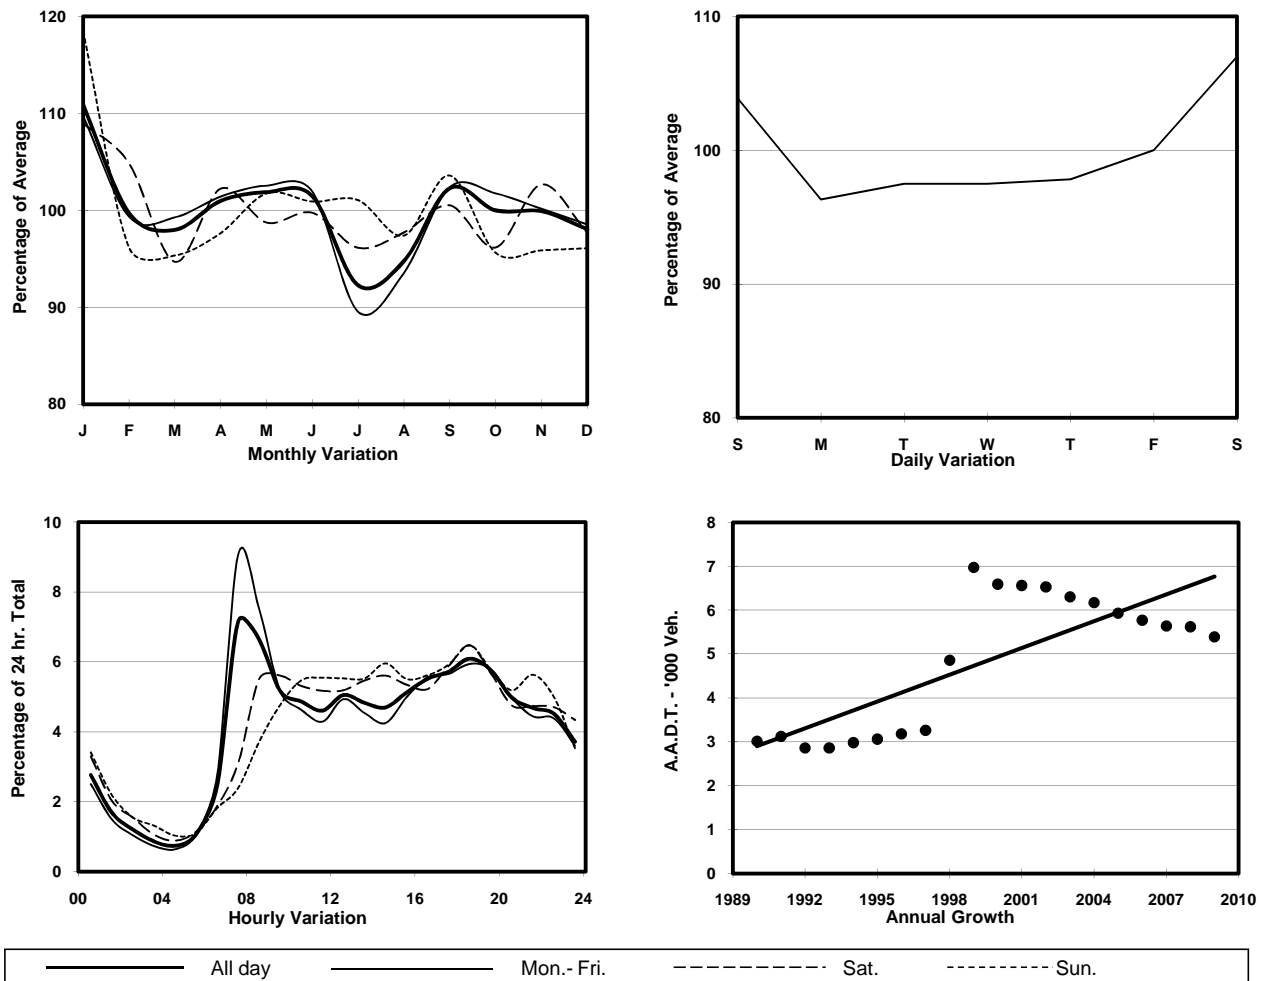 120
110
100
90
80
Percentage of Average
J F M A M J J A S O N D
Monthly Variation
110
100
90
80
Percentage of Average
S M T W T F S
Daily Variation
10
8
6
4
2
0
Percentage of 24 hr. Total
00 04 08 12 16 20 24
Hourly Variation
8
7
6
5
4
3
2
1
0
A.A.D.T. - '000 Veh.
1989 1992 1995 1998 2001 2004 2007 2010
Annual Growth
All day Mon.- Fri. Sat. Sun.